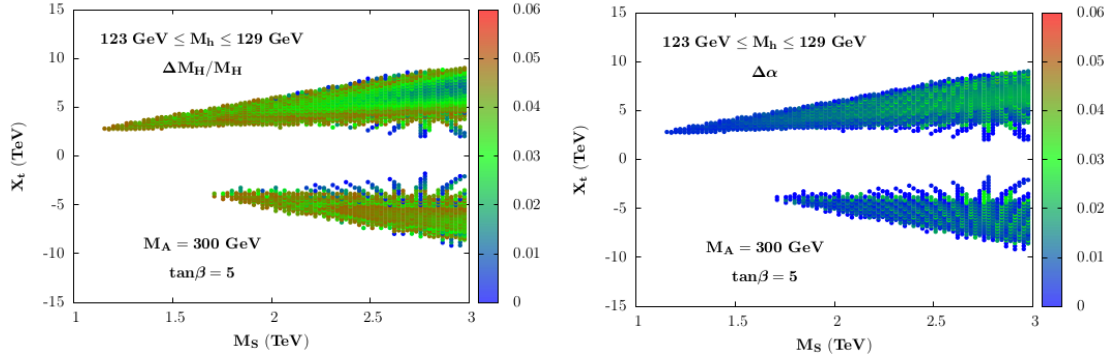 15
10
5
0
-5
-10
-15
X_t (TeV)
123 GeV ≤ M_h ≤ 129 GeV
ΔM_H/M_H
M_A = 300 GeV
tanβ = 5
1 1.5 2 2.5 3
M_S (TeV)
0.06
0.05
0.04
0.03
0.02
0.01
0
15
10
5
0
-5
-10
-15
X_t (TeV)
123 GeV ≤ M_h ≤ 129 GeV
Δα
M_A = 300 GeV
tanβ = 5
1 1.5 2 2.5 3
M_S (TeV)
0.06
0.05
0.04
0.03
0.02
0.01
0